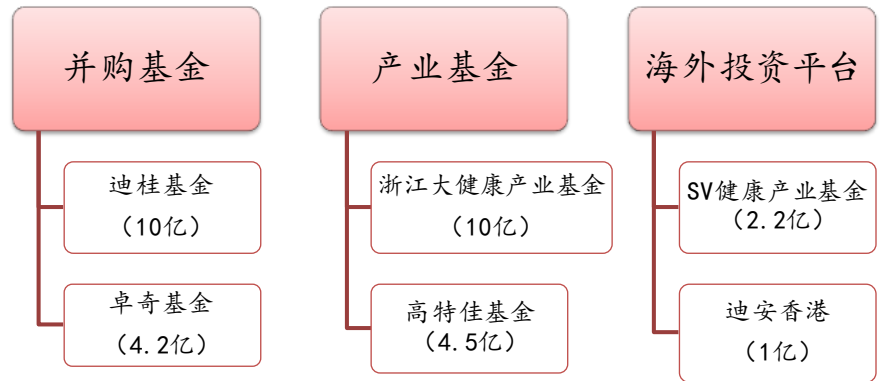 并购基金
迪桂基金
（10亿）
卓奇基金
（4.2亿）
产业基金
浙江大健康产业基金
（10亿）
高特佳基金
（4.5亿）
海外投资平台
SV健康产业基金
（2.2亿）
迪安香港
（1亿）